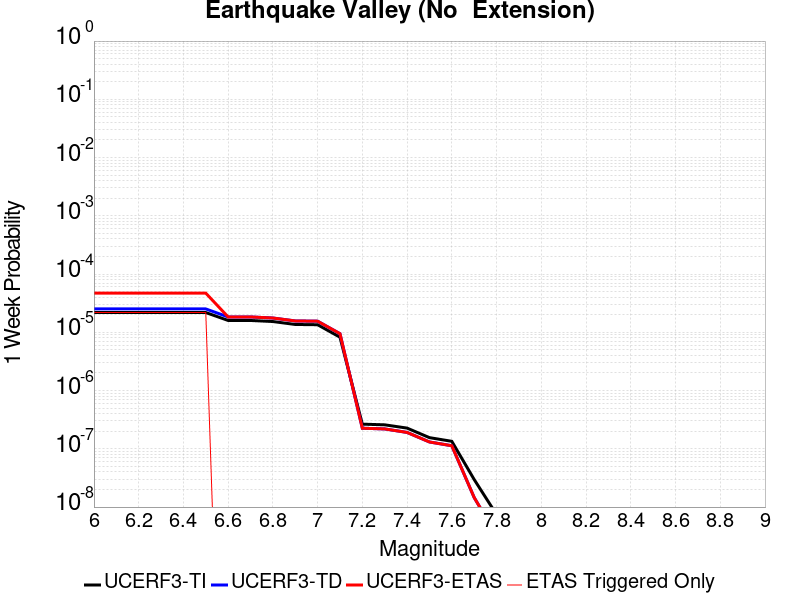 Earthquake Valley (No  Extension)
10^0
10^-1
10^-2
10^-3
10^-4
10^-5
10^-6
10^-7
10^-8
1 Week Probability
6 6.2 6.4 6.6 6.8 7 7.2 7.4 7.6 7.8 8 8.2 8.4 8.6 8.8 9
Magnitude
UCERF3-TI UCERF3-TD UCERF3-ETAS ETAS Triggered Only